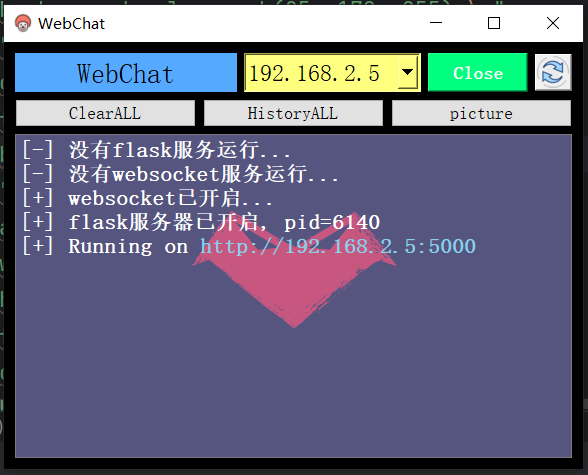 WebChat
WebChat 192.168.2.5 Close
ClearALL HistoryALL picture
[-] 没有flask服务运行...
[-] 没有websocket服务运行...
[+] websocket已开启...
[+] flask服务器已开启, pid=6140
[+] Running on http://192.168.2.5:5000